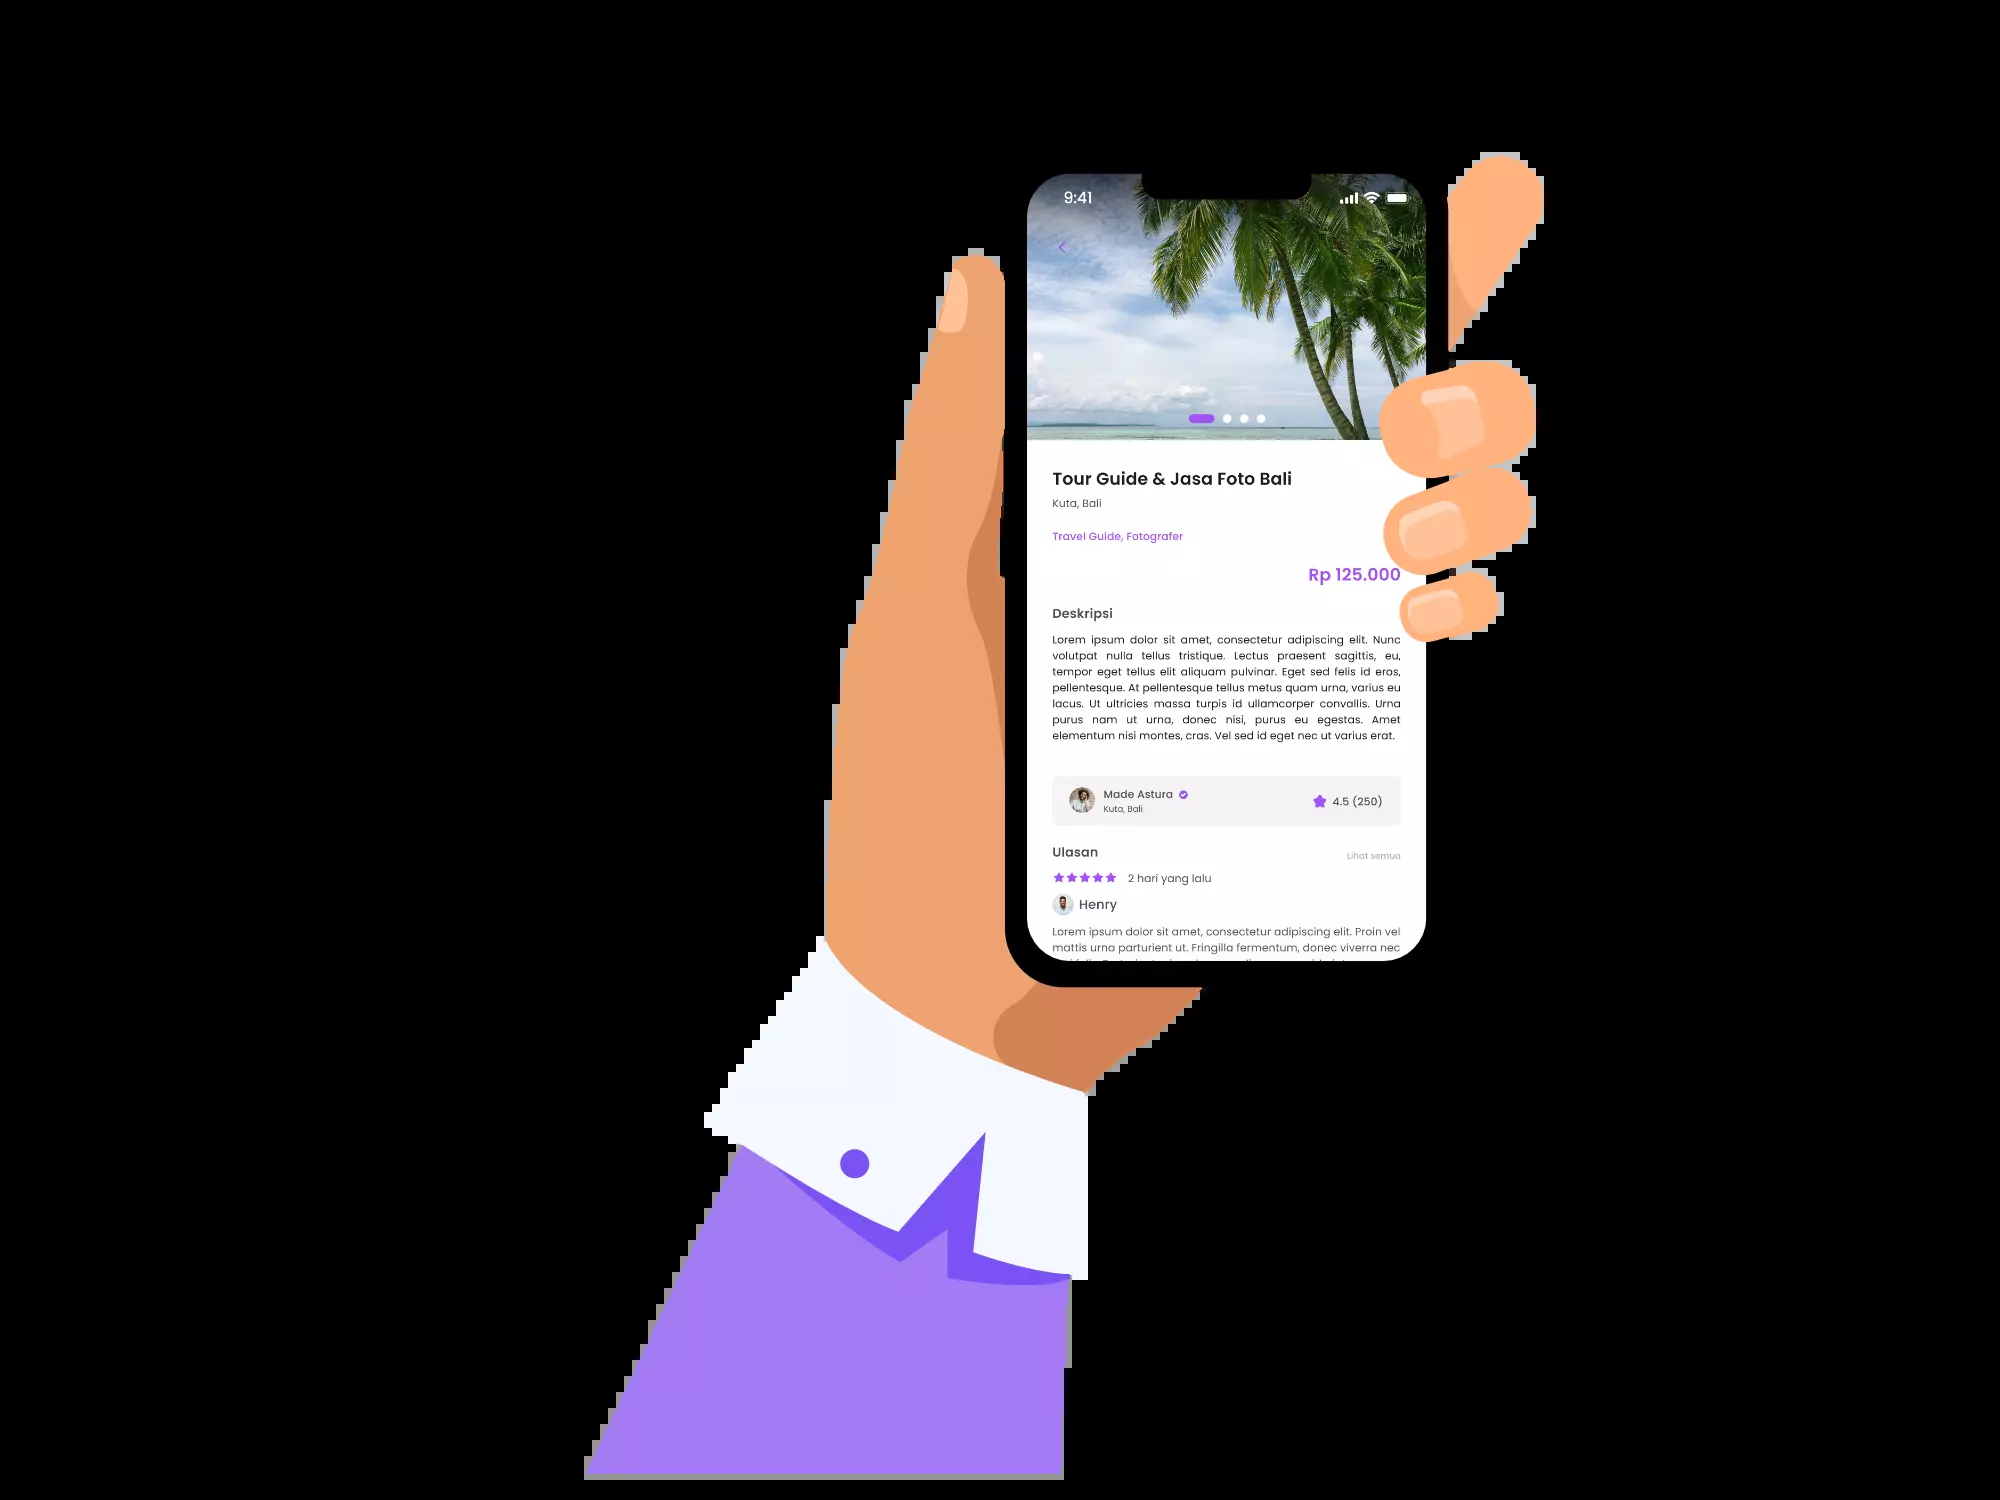 9:41
Tour Guide & Jasa Foto Bali
Kuta, Bali
Travel Guide, Fotografer
Rp 125.000
Deskripsi
Lorem ipsum dolor sit amet, consectetur adipiscing elit. Nunc
volutpat nulla tellus tristique. Lectus praesent sagittis, eu,
tempor eget tellus elit aliquam pulvinar. Eget sed felis id eros,
pellentesque. At pellentesque tellus metus quam urna, varius eu
lacus. Ut ultricies massa turpis id ullamcorper convallis. Urna
purus nam ut urna, donec nisi, purus eu egestas. Amet
elementum nisi montes, cras. Vel sed id eget nec ut varius erat.
Made Astura
Kuta, Bali
4.5 (250)
Ulasan
Lihat semua
2 hari yang lalu
Henry
Lorem ipsum dolor sit amet, consectetur adipiscing elit. Proin vel
mattis urna parturient ut. Fringilla fermentum, donec viverra nec